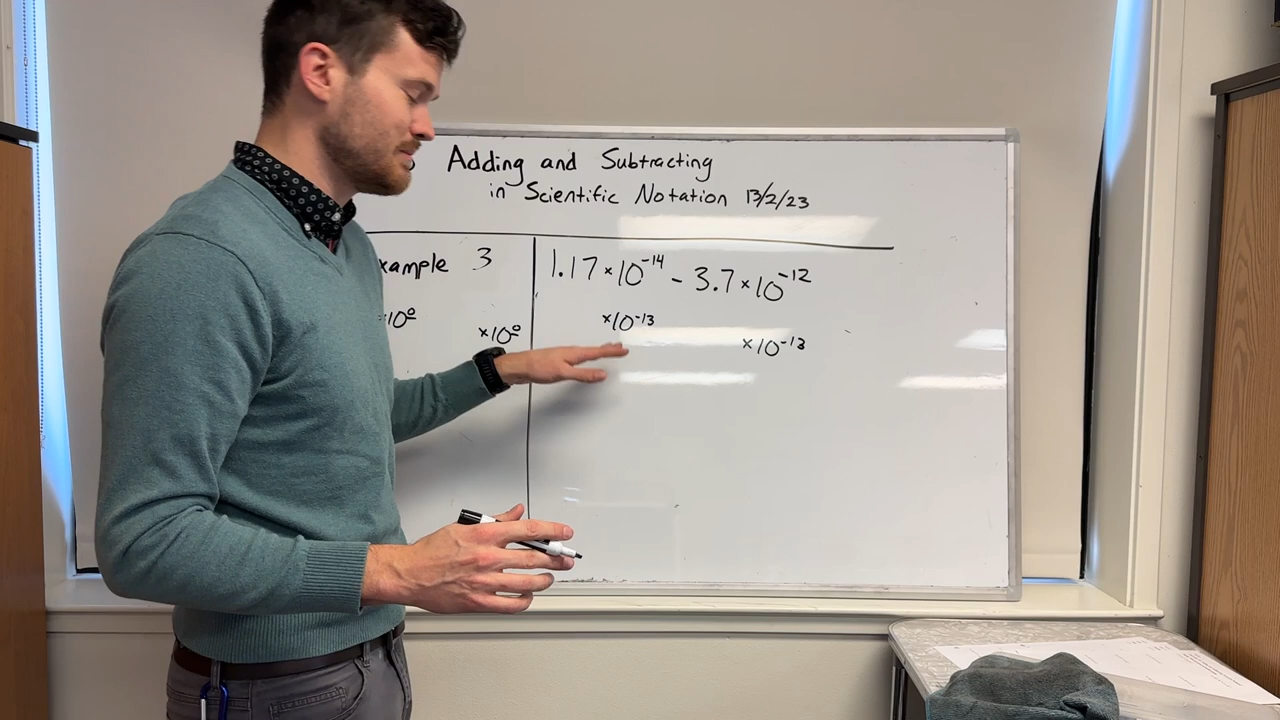 Adding and Subtracting
in Scientific Notation 13/2/23
xample 3
×10⁰ ×10⁰
1.17×10⁻¹⁴ - 3.7×10⁻¹²
×10⁻¹³
×10⁻¹³